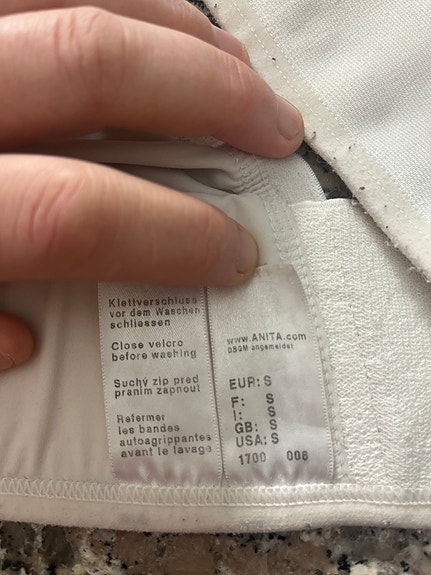 Klettverschluss
vor dem Waschen
schliessen
Close velcro
before washing
Suchý zip pred
pranim zapnout
Refermer
les bandes
autoagrippantes
avant le lavage
www.ANITA.com
DBGM angemeldet
EUR: S
F: S
I: S
GB: S
USA: S
1700 006